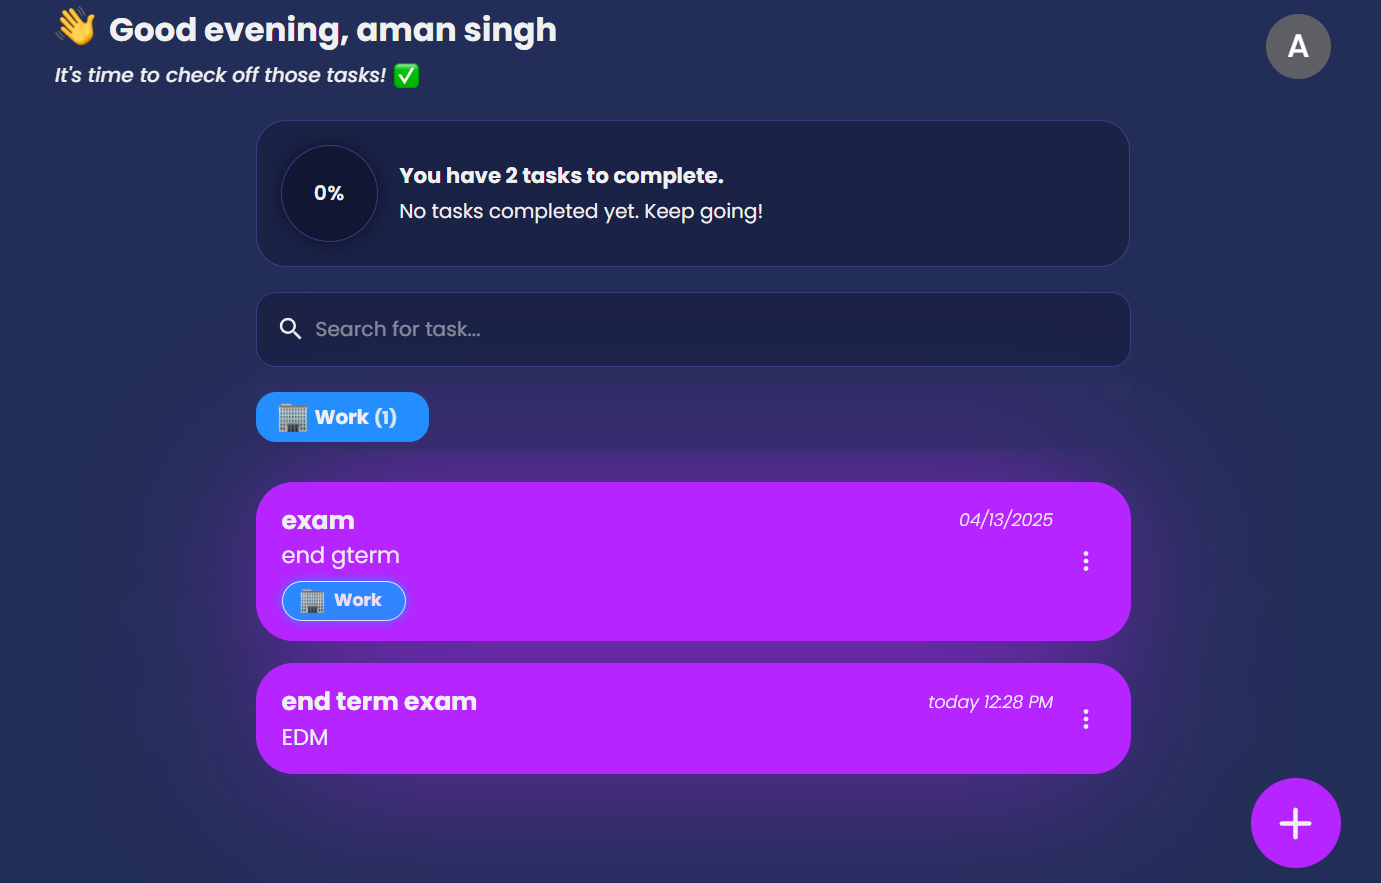 👋 Good evening, aman singh
It's time to check off those tasks! ✅
A
0%
You have 2 tasks to complete.
No tasks completed yet. Keep going!
Search for task...
Work (1)
exam
04/13/2025
end gterm
Work
end term exam
today 12:28 PM
EDM